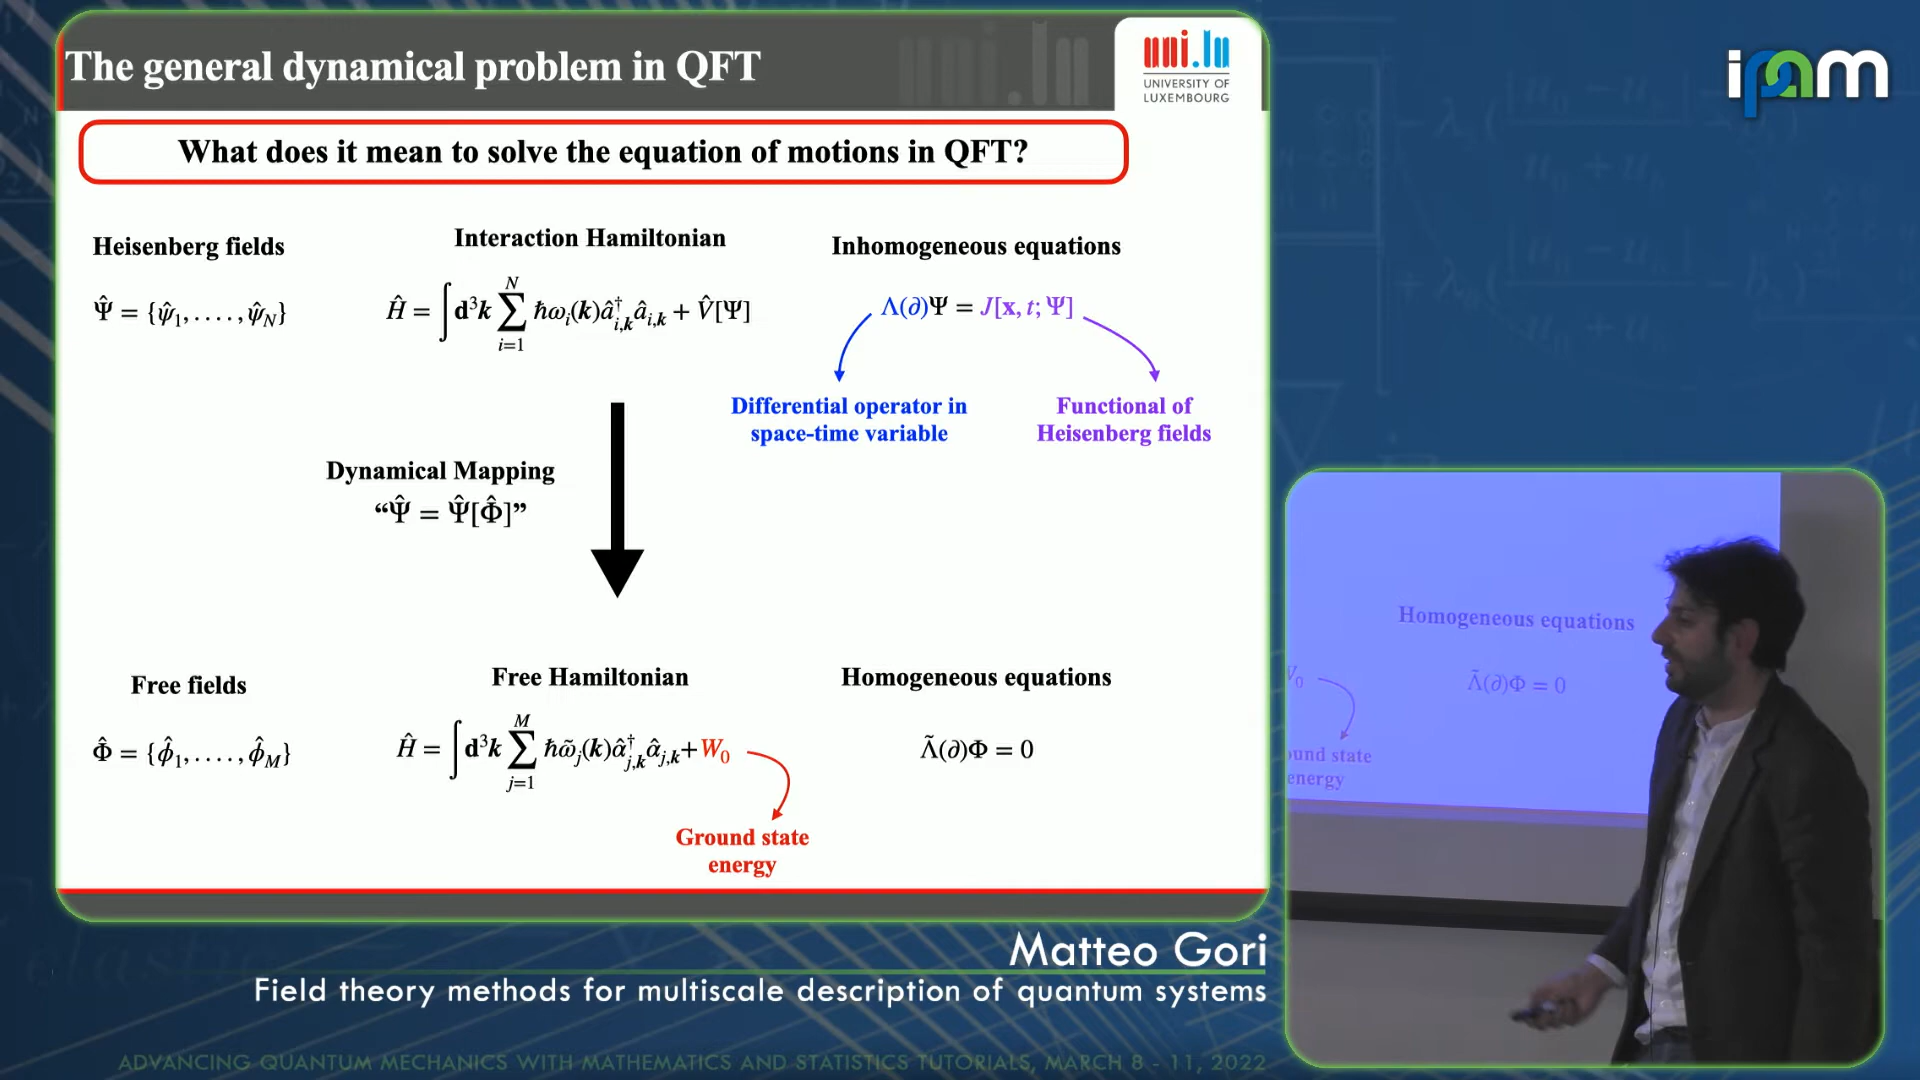 The general dynamical problem in QFT
uni.lu
UNIVERSITY OF
LUXEMBOURG
ipam
What does it mean to solve the equation of motions in QFT?
Heisenberg fields
Interaction Hamiltonian
Inhomogeneous equations
Ψ̂ = {ψ̂₁, . . . . , ψ̂_N}
Ĥ = ∫ d³k ∑_{i=1}^{N} ħω_i(k)â†_{i,k} â_{i,k} + V̂[Ψ]
Λ(∂)Ψ = J[x, t; Ψ]
Differential operator in
space-time variable
Functional of
Heisenberg fields
Dynamical Mapping
“Ψ̂ = Ψ̂[Φ̂]”
Free fields
Free Hamiltonian
Homogeneous equations
Φ̂ = {ϕ̂₁, . . . . , ϕ̂_M}
Ĥ = ∫ d³k ∑_{j=1}^{M} ħω̃_j(k)α̂†_{j,k} α̂_{j,k} + W₀
Λ̃(∂)Φ = 0
Ground state
energy
Homogeneous equations
Λ̃(∂)Φ = 0
W₀
ound state
energy
Matteo Gori
Field theory methods for multiscale description of quantum systems
ADVANCING QUANTUM MECHANICS WITH MATHEMATICS AND STATISTICS TUTORIALS, MARCH 8 - 11, 2022